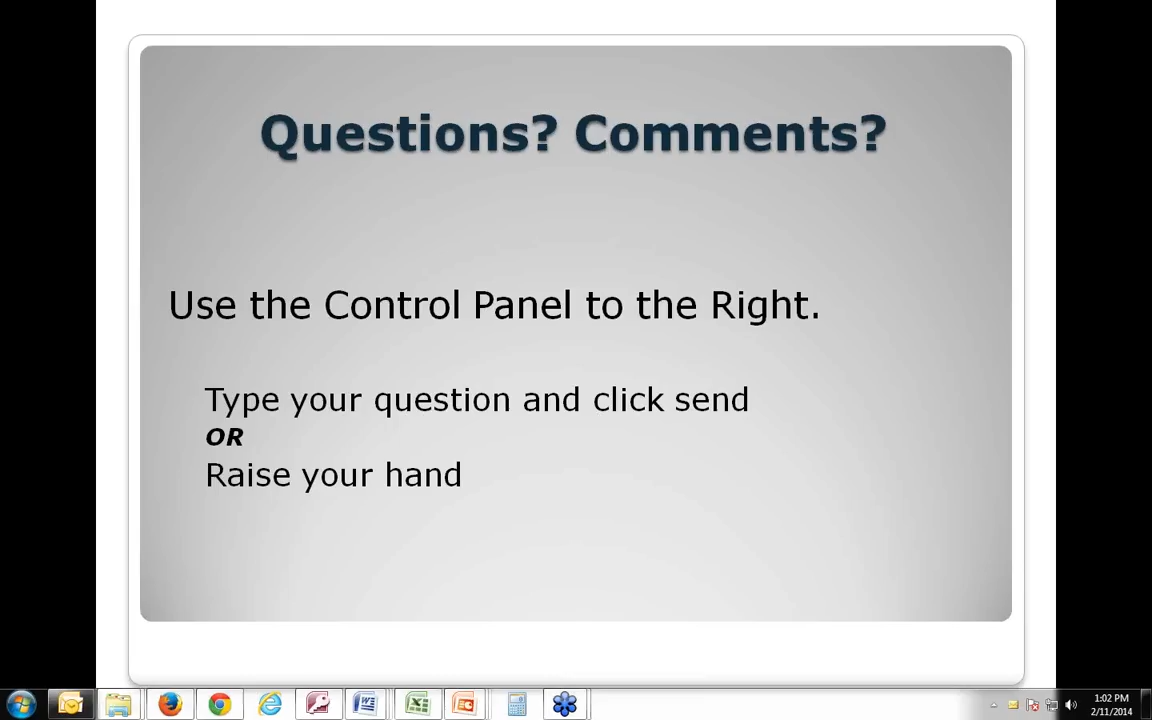 Questions? Comments?
Use the Control Panel to the Right.
Type your question and click send
OR
Raise your hand
1:02 PM
2/11/2014